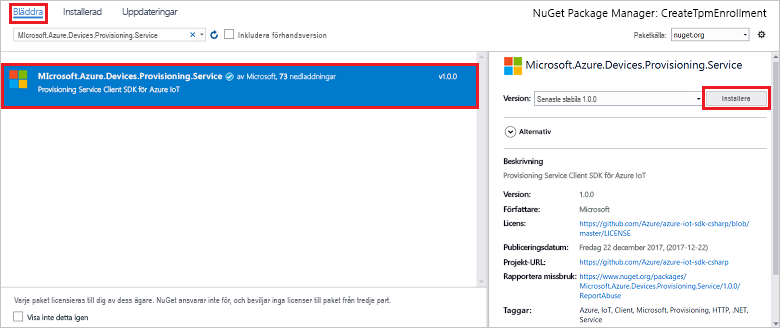 Bläddra Installerad Uppdateringar
NuGet Package Manager: CreateTpmEnrollment
MIcrosoft.Azure.Devices.Provisioning.Service
Inkludera förhandsversion
Paketkälla: nuget.org
MIcrosoft.Azure.Devices.Provisioning.Service av Microsoft, 73 nedladdningar v1.0.0
Provisioning Service Client SDK för Azure IoT
Varje paket licensieras till dig av dess ägare. NuGet ansvarar inte för, och beviljar inga licenser till paket från tredje part.
Visa inte detta igen
Microsoft.Azure.Devices.Provisioning.Service
Version: Senaste stabila 1.0.0 Installera
Alternativ
Beskrivning
Provisioning Service Client SDK för Azure IoT
Version: 1.0.0
Författare: Microsoft
Licens: https://github.com/Azure/azure-iot-sdk-csharp/blob/
master/LICENSE
Publiceringsdatum: Fredag 22 december 2017, (2017-12-22)
Projekt-URL: https://github.com/Azure/azure-iot-sdk-csharp
Rapportera missbruk: https://www.nuget.org/packages/
Microsoft.Azure.Devices.Provisioning.Service/1.0.0/
ReportAbuse
Taggar: Azure, IoT, Client, Microsoft, Provisioning, HTTP, .NET,
Service